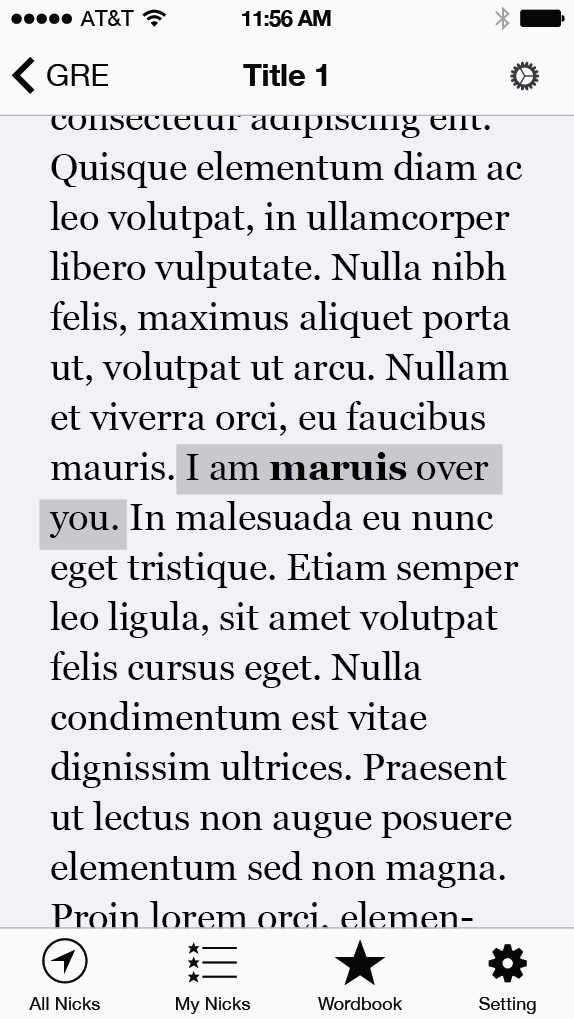 AT&T 11:56 AM
GRE Title 1
consectetur adipiscing elit.
Quisque elementum diam ac
leo volutpat, in ullamcorper
libero vulputate. Nulla nibh
felis, maximus aliquet porta
ut, volutpat ut arcu. Nullam
et viverra orci, eu faucibus
mauris. I am maruis over
you. In malesuada eu nunc
eget tristique. Etiam semper
leo ligula, sit amet volutpat
felis cursus eget. Nulla
condimentum est vitae
dignissim ultrices. Praesent
ut lectus non augue posuere
elementum sed non magna.
Proin lorem orci, elemen-
All Nicks My Nicks Wordbook Setting